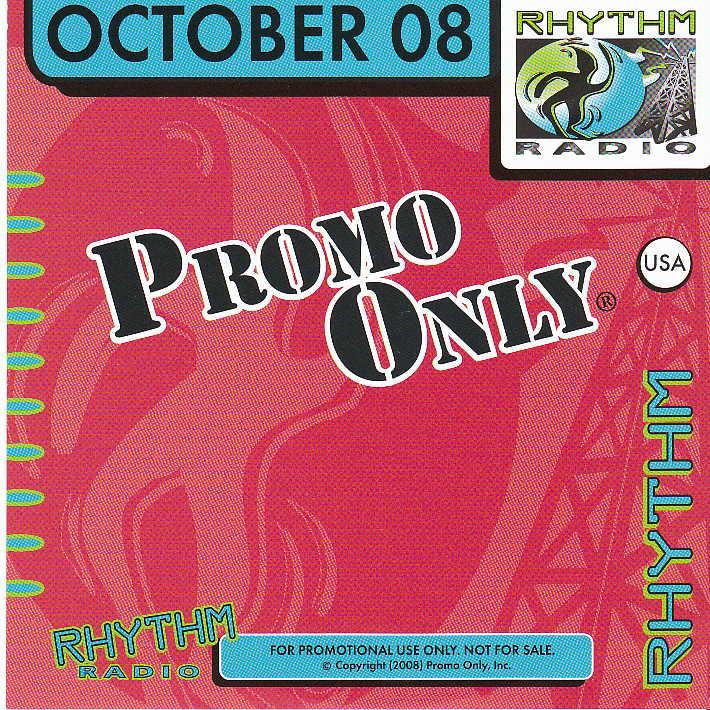 OCTOBER 08
RHYTHM
RADIO
PROMO
ONLY®
USA
RHYTHM
RHYTHM
RADIO
FOR PROMOTIONAL USE ONLY. NOT FOR SALE.
© Copyright (2008) Promo Only, Inc.